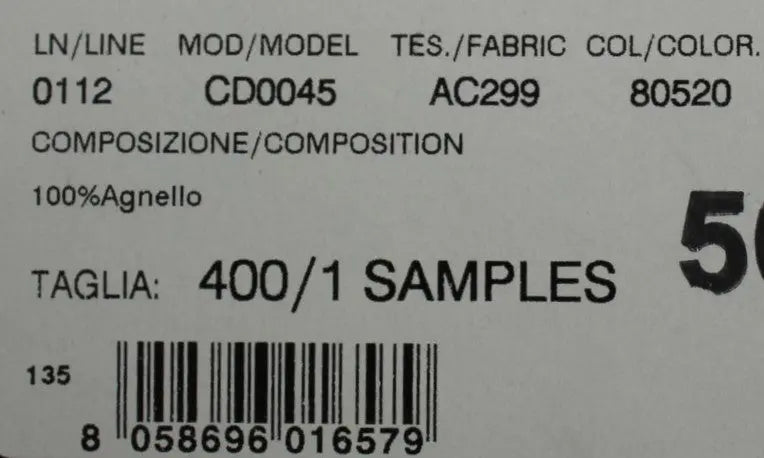 LN/LINE MOD/MODEL TES./FABRIC COL/COLOR.
0112 CD0045 AC299 80520
COMPOSIZIONE/COMPOSITION
100%Agnello
TAGLIA: 400/1 SAMPLES
135
8 058696 016579